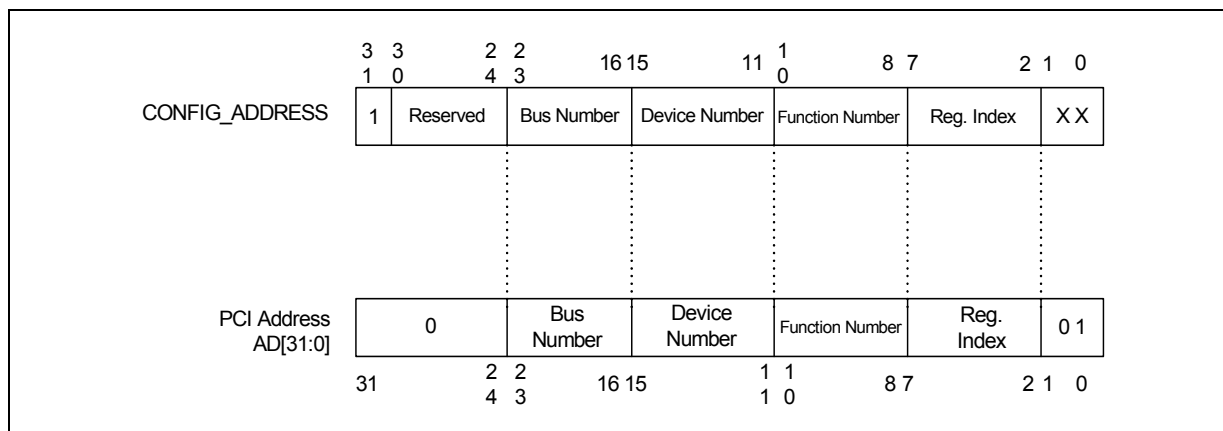 3 3 2 2 1
1 0 4 3 16 15 11 0 8 7 2 1 0
CONFIG_ADDRESS 1 Reserved Bus Number Device Number Function Number Reg. Index X X
PCI Address
AD[31:0]
0 Bus
Number Device
Number Function Number Reg.
Index 0 1
31 2 2 16 15 1 1 8 7 2 1 0
4 3 1 0